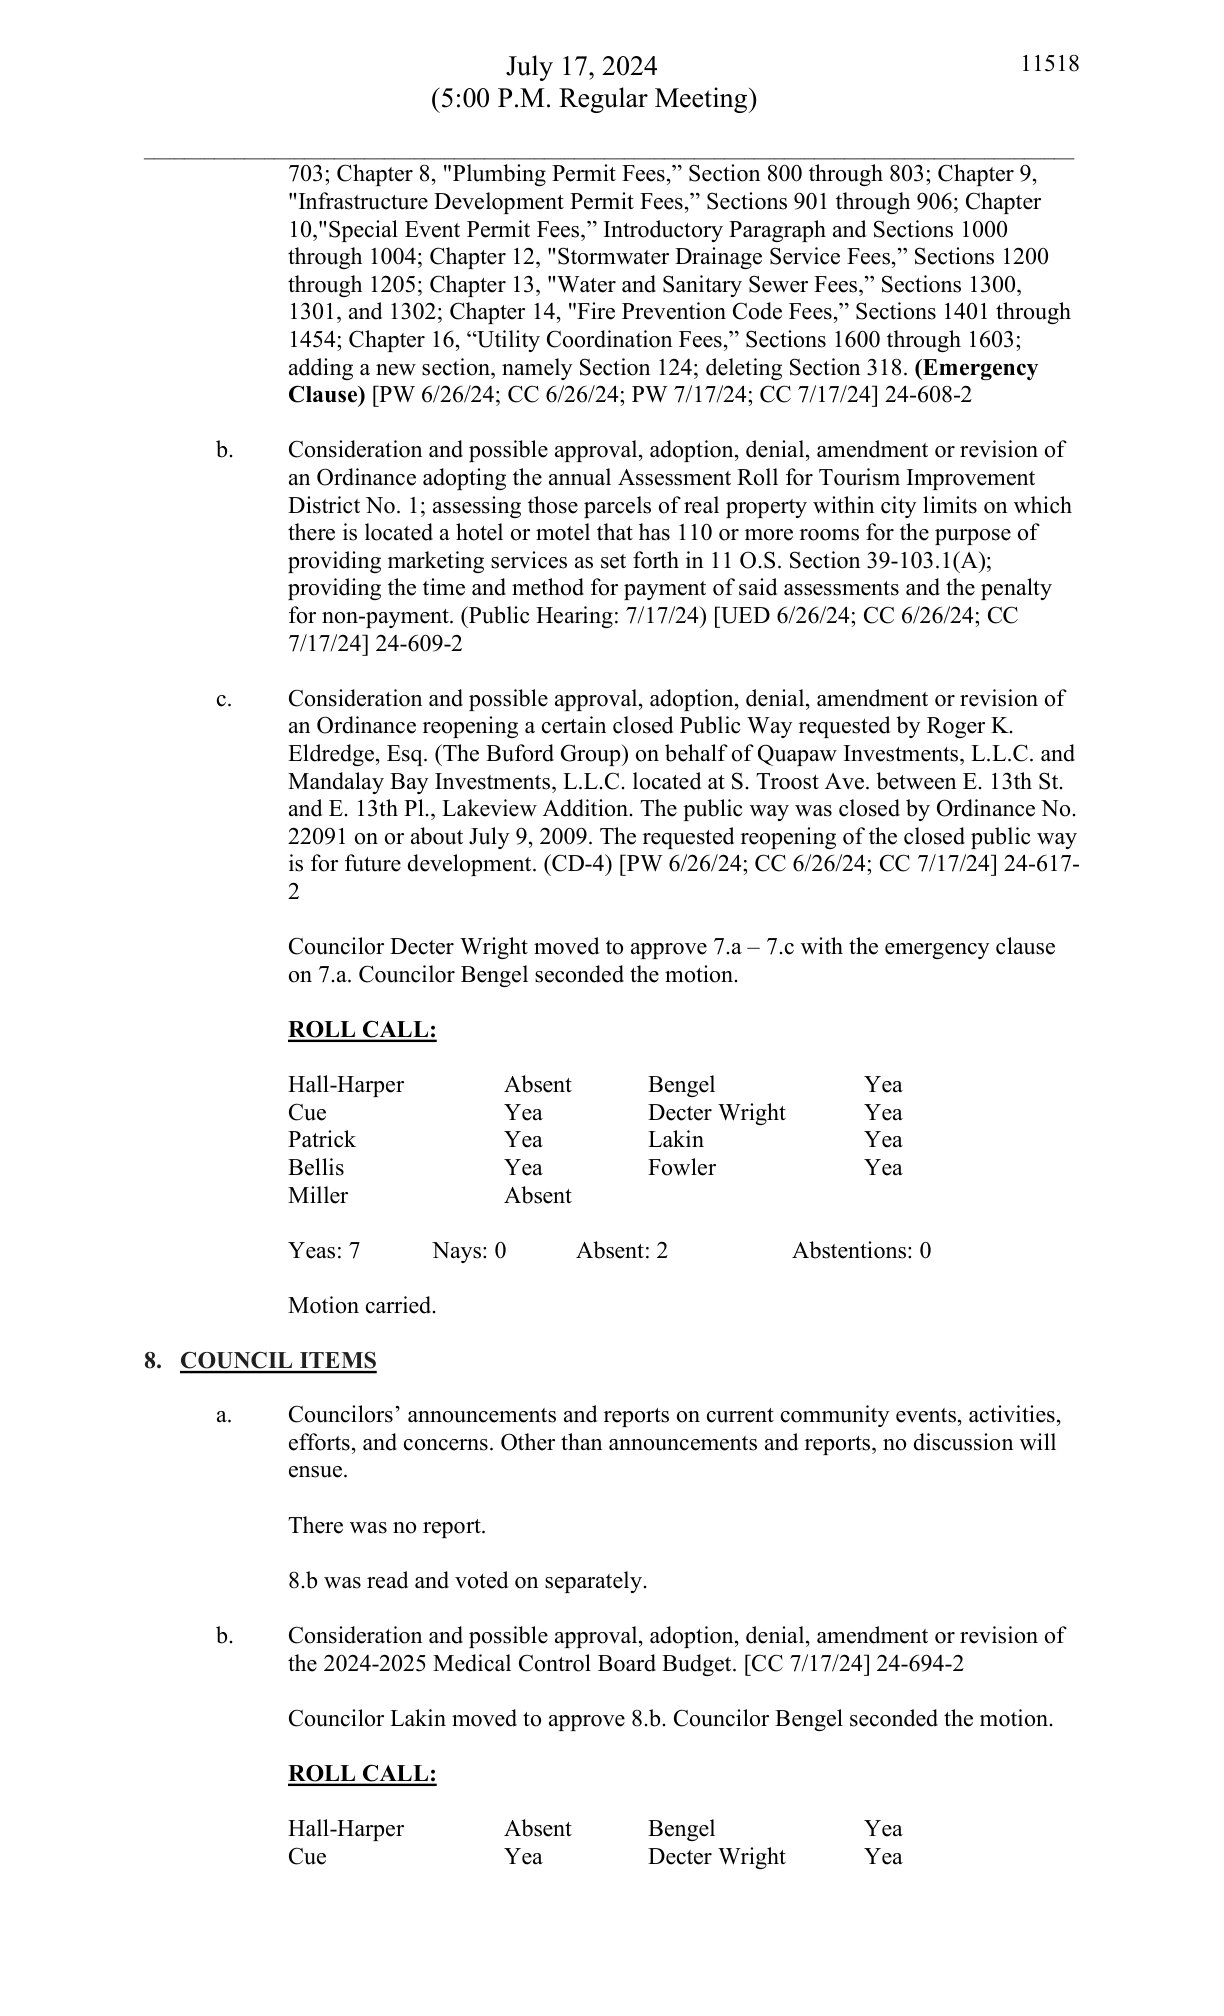 July 17, 2024
11518
(5:00 P.M. Regular Meeting)
703; Chapter 8, "Plumbing Permit Fees,” Section 800 through 803; Chapter 9,
"Infrastructure Development Permit Fees,” Sections 901 through 906; Chapter
10,"Special Event Permit Fees,” Introductory Paragraph and Sections 1000
through 1004; Chapter 12, "Stormwater Drainage Service Fees,” Sections 1200
through 1205; Chapter 13, "Water and Sanitary Sewer Fees,” Sections 1300,
1301, and 1302; Chapter 14, "Fire Prevention Code Fees,” Sections 1401 through
1454; Chapter 16, “Utility Coordination Fees,” Sections 1600 through 1603;
adding a new section, namely Section 124; deleting Section 318. (Emergency
Clause) [PW 6/26/24; CC 6/26/24; PW 7/17/24; CC 7/17/24] 24-608-2
b. Consideration and possible approval, adoption, denial, amendment or revision of
an Ordinance adopting the annual Assessment Roll for Tourism Improvement
District No. 1; assessing those parcels of real property within city limits on which
there is located a hotel or motel that has 110 or more rooms for the purpose of
providing marketing services as set forth in 11 O.S. Section 39-103.1(A);
providing the time and method for payment of said assessments and the penalty
for non-payment. (Public Hearing: 7/17/24) [UED 6/26/24; CC 6/26/24; CC
7/17/24] 24-609-2
c. Consideration and possible approval, adoption, denial, amendment or revision of
an Ordinance reopening a certain closed Public Way requested by Roger K.
Eldredge, Esq. (The Buford Group) on behalf of Quapaw Investments, L.L.C. and
Mandalay Bay Investments, L.L.C. located at S. Troost Ave. between E. 13th St.
and E. 13th Pl., Lakeview Addition. The public way was closed by Ordinance No.
22091 on or about July 9, 2009. The requested reopening of the closed public way
is for future development. (CD-4) [PW 6/26/24; CC 6/26/24; CC 7/17/24] 24-617-
2
Councilor Decter Wright moved to approve 7.a – 7.c with the emergency clause
on 7.a. Councilor Bengel seconded the motion.
ROLL CALL:
Hall-Harper Absent Bengel Yea
Cue Yea Decter Wright Yea
Patrick Yea Lakin Yea
Bellis Yea Fowler Yea
Miller Absent
Yeas: 7 Nays: 0 Absent: 2 Abstentions: 0
Motion carried.
8. COUNCIL ITEMS
a. Councilors’ announcements and reports on current community events, activities,
efforts, and concerns. Other than announcements and reports, no discussion will
ensue.
There was no report.
8.b was read and voted on separately.
b. Consideration and possible approval, adoption, denial, amendment or revision of
the 2024-2025 Medical Control Board Budget. [CC 7/17/24] 24-694-2
Councilor Lakin moved to approve 8.b. Councilor Bengel seconded the motion.
ROLL CALL:
Hall-Harper Absent Bengel Yea
Cue Yea Decter Wright Yea